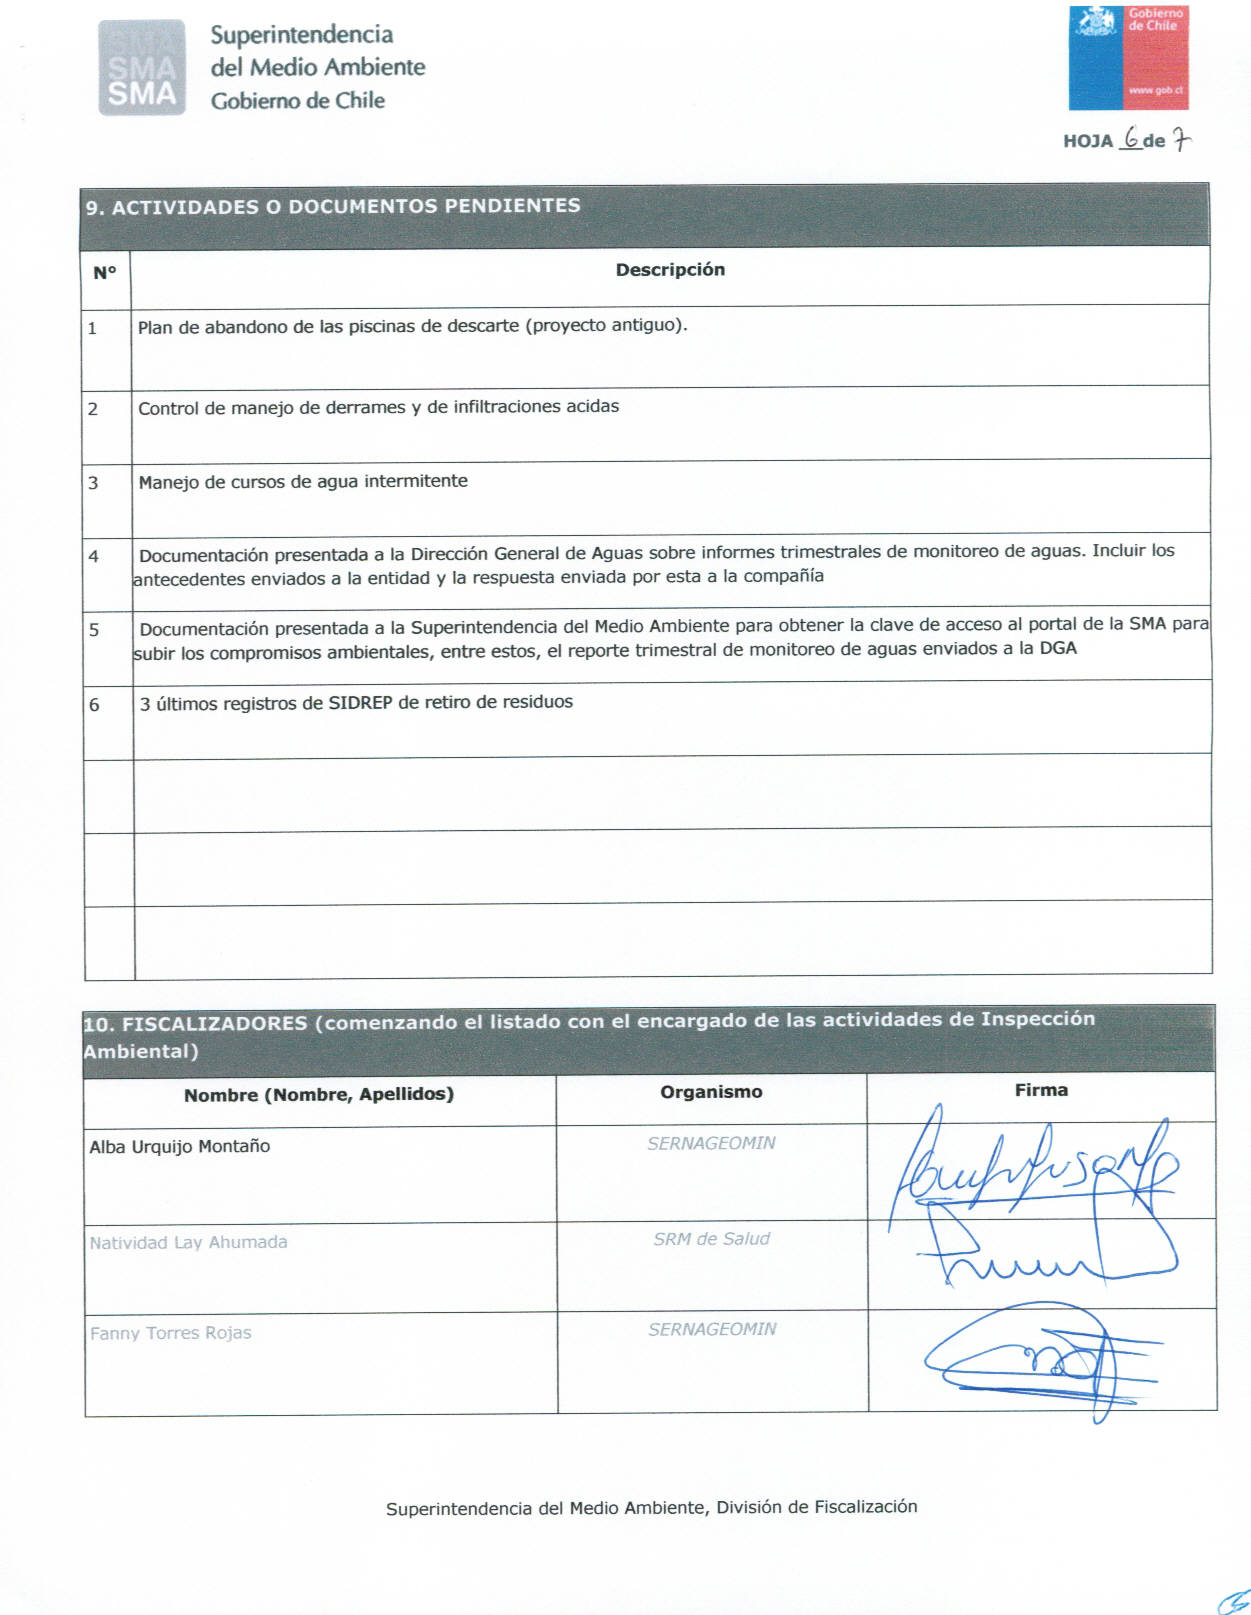 SMA
SMA
SMA
Superintendencia
del Medio Ambiente
Gobierno de Chile
Gobierno
de Chile
www.gob.cl
HOJA 6 de 7
9. ACTIVIDADES O DOCUMENTOS PENDIENTES
N° Descripción
1 Plan de abandono de las piscinas de descarte (proyecto antiguo).
2 Control de manejo de derrames y de infiltraciones acidas
3 Manejo de cursos de agua intermitente
4 Documentación presentada a la Dirección General de Aguas sobre informes trimestrales de monitoreo de aguas. Incluir los
antecedentes enviados a la entidad y la respuesta enviada por esta a la compañía
5 Documentación presentada a la Superintendencia del Medio Ambiente para obtener la clave de acceso al portal de la SMA para
subir los compromisos ambientales, entre estos, el reporte trimestral de monitoreo de aguas enviados a la DGA
6 3 últimos registros de SIDREP de retiro de residuos
10. FISCALIZADORES (comenzando el listado con el encargado de las actividades de Inspección
Ambiental)
Nombre (Nombre, Apellidos) Organismo Firma
Alba Urquijo Montaño SERNAGEOMIN
Natividad Lay Ahumada SRM de Salud
Fanny Torres Rojas SERNAGEOMIN
Superintendencia del Medio Ambiente, División de Fiscalización